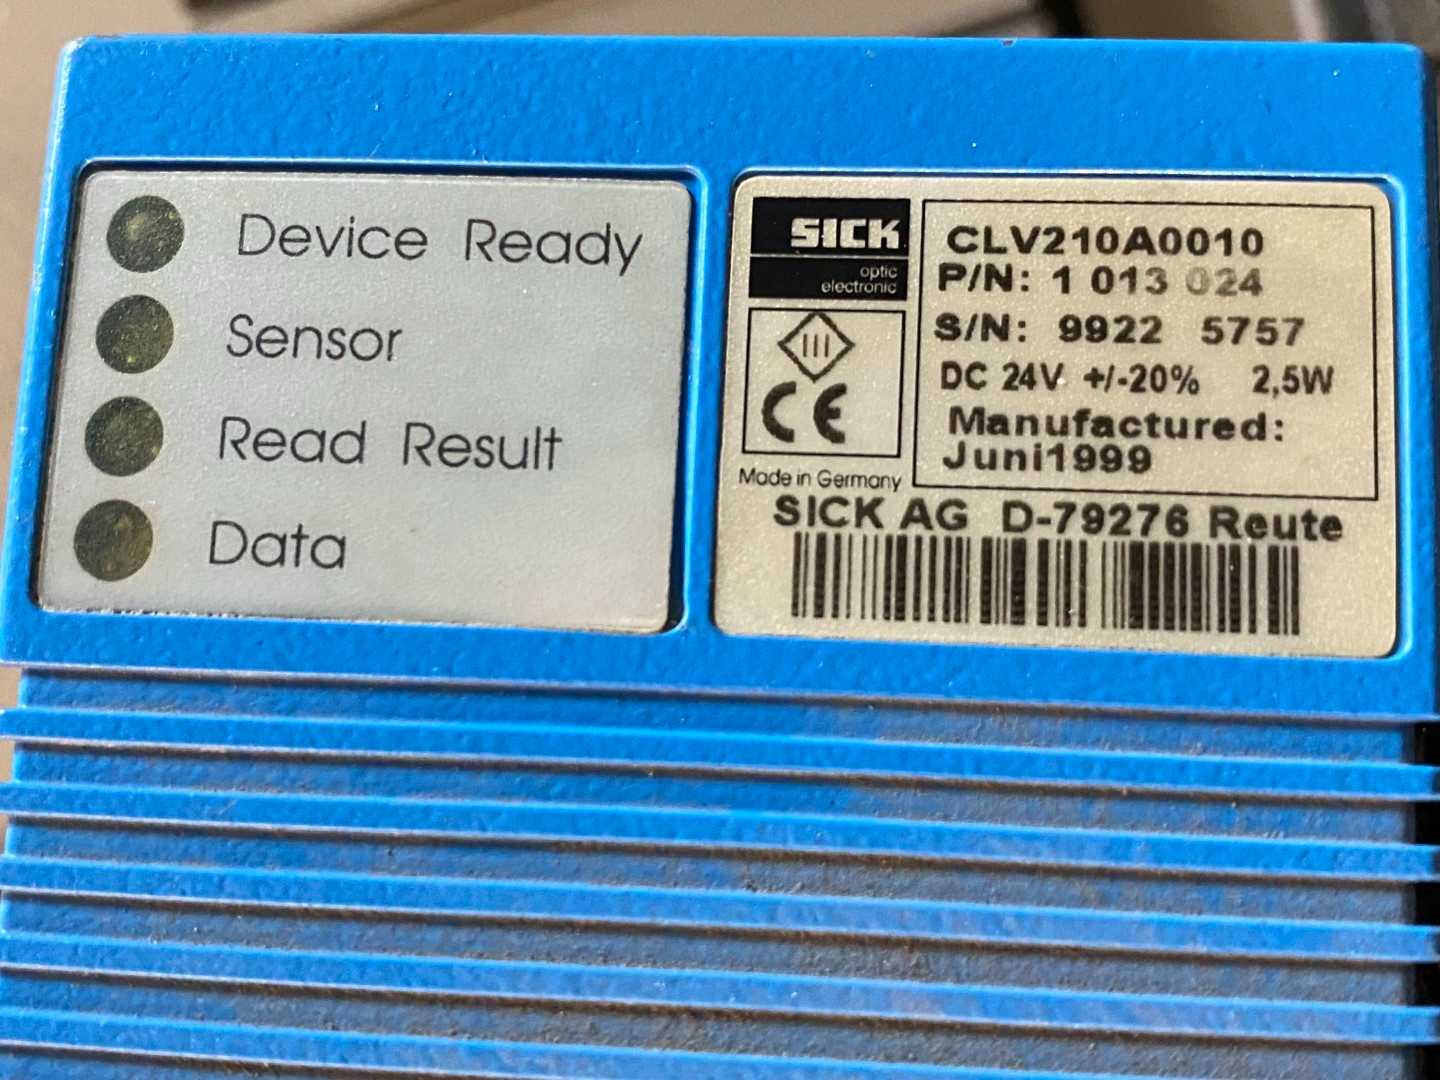 Device Ready
Sensor
Read Result
Data
SICK
optic
electronic
CE
Made in Germany
CLV210A0010
P/N: 1 013 024
S/N: 9922 5757
DC 24V +/-20% 2,5W
Manufactured:
Juni1999
SICK AG D-79276 Reute